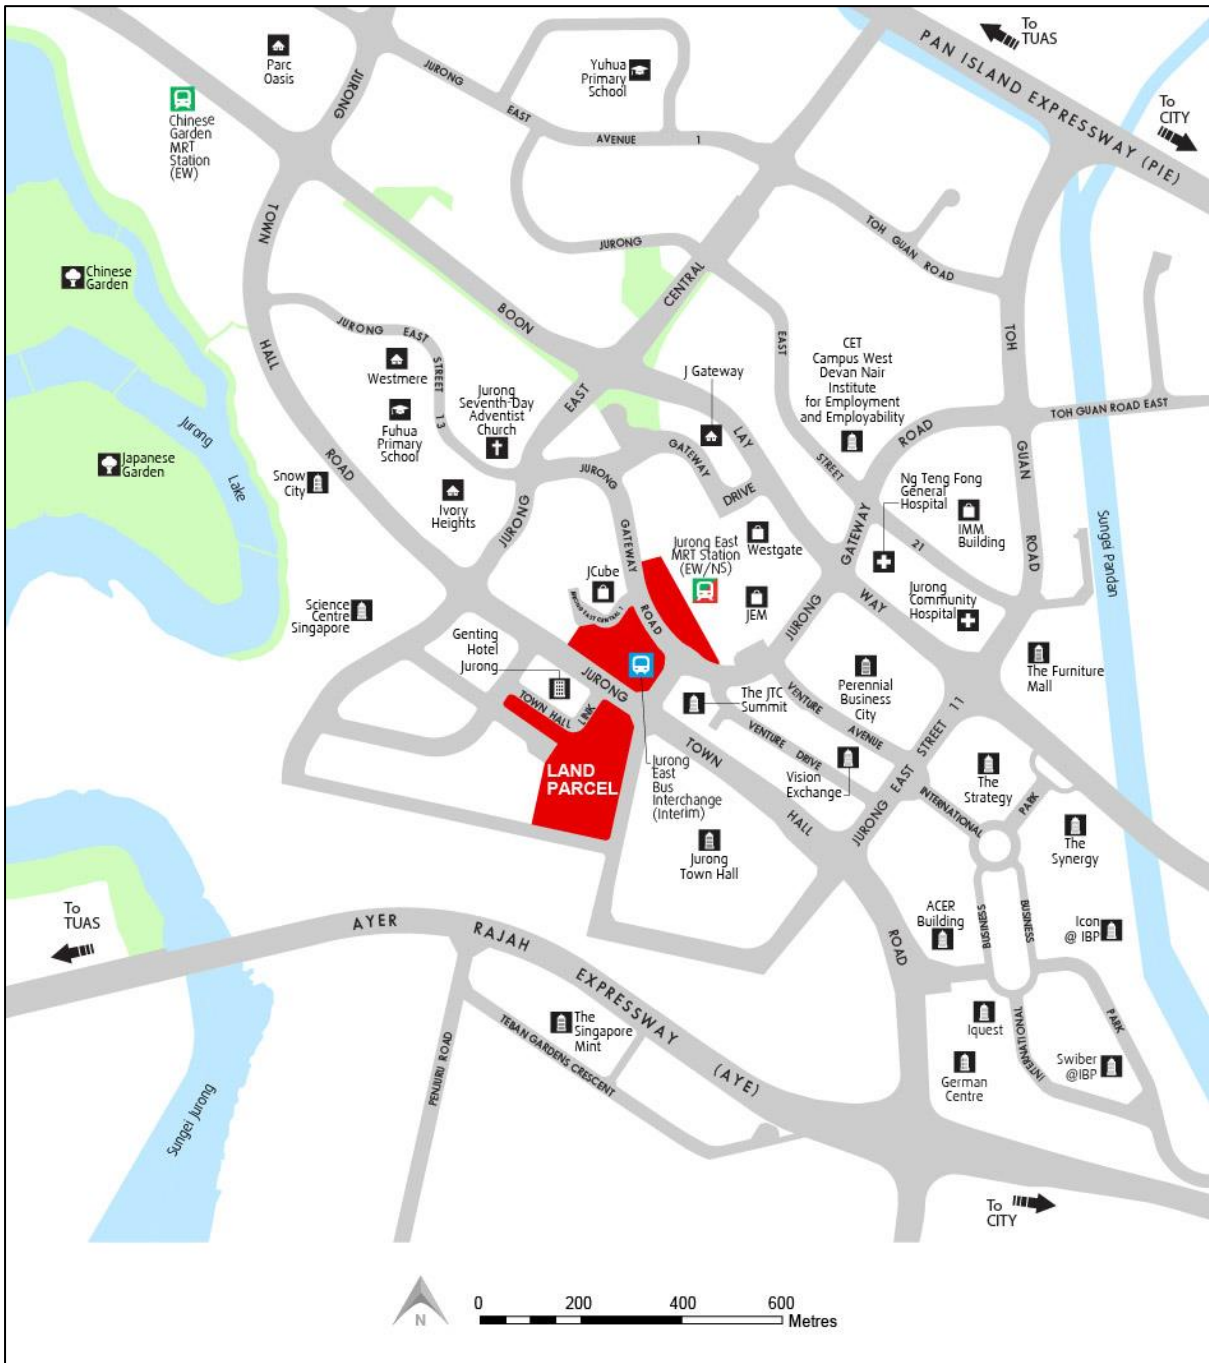 To
TUAS
PAN ISLAND EXPRESSWAY (PIE)
To
CITY
Parc
Oasis
JURONG
TOWN
HALL
ROAD
Chinese
Garden
MRT
Station
(EW)
JURONG
EAST
AVENUE
1
Yuhua
Primary
School
TOH GUAN ROAD
JURONG
EAST
STREET
21
CENTRAL
EAST
JURONG
BOON
LAY
WAY
Chinese
Garden
Japanese
Garden
Jurong
Lake
JURONG EAST
STREET
13
Westmere
Fuhua
Primary
School
Jurong
Seventh-Day
Adventist
Church
Ivory
Heights
Snow
City
Science
Centre
Singapore
J Gateway
GATEWAY
DRIVE
CET
Campus West
Devan Nair
Institute
for Employment
and Employability
TOH
GUAN
ROAD
TOH GUAN ROAD EAST
JURONG
GATEWAY
ROAD
Ng Teng Fong
General
Hospital
IMM
Building
Jurong
Community
Hospital
The Furniture
Mall
Sungei Pandan
JURONG
GATEWAY
ROAD
Jurong East
MRT Station
(EW/NS)
Westgate
JEM
JCube
JURONG EAST CENTRAL 1
Genting
Hotel
Jurong
TOWN HALL
LINK
LAND
PARCEL
JURONG
TOWN
HALL
ROAD
Jurong
East
Bus
Interchange
(Interim)
The JTC
Summit
VENTURE
AVENUE
VENTURE DRIVE
Perennial
Business
City
Vision
Exchange
JURONG EAST STREET 11
Jurong
Town Hall
The
Strategy
INTERNATIONAL
BUSINESS
PARK
The
Synergy
ACER
Building
BUSINESS
Icon
@ IBP
PARK
Iquest
INTERNATIONAL
German
Centre
Swiber
@IBP
To
TUAS
AYER
RAJAH
EXPRESSWAY
(AYE)
The
Singapore
Mint
TEBAN GARDENS CRESCENT
PENJURU ROAD
Sungei Jurong
To
CITY
N
0
200
400
600
Metres